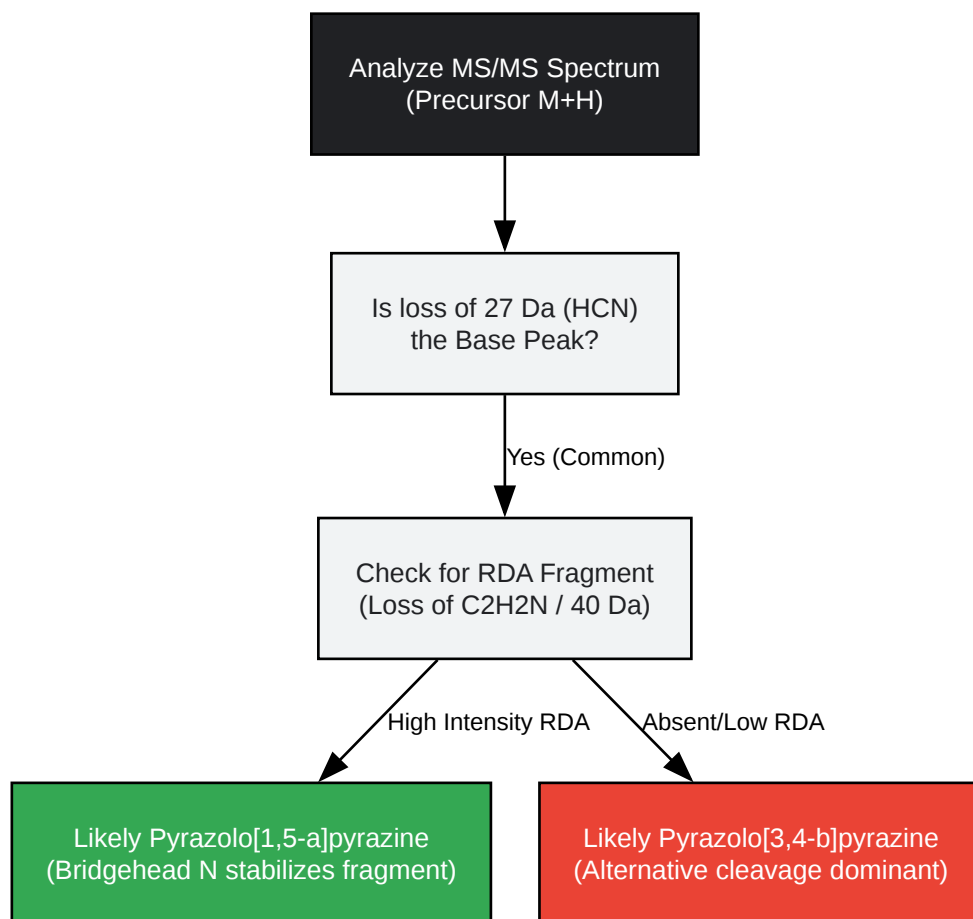 Analyze MS/MS Spectrum
(Precursor M+H)
Is loss of 27 Da (HCN)
the Base Peak?
Yes (Common)
Check for RDA Fragment
(Loss of C2H2N / 40 Da)
High Intensity RDA
Absent/Low RDA
Likely Pyrazolo[1,5-a]pyrazine
(Bridgehead N stabilizes fragment)
Likely Pyrazolo[3,4-b]pyrazine
(Alternative cleavage dominant)